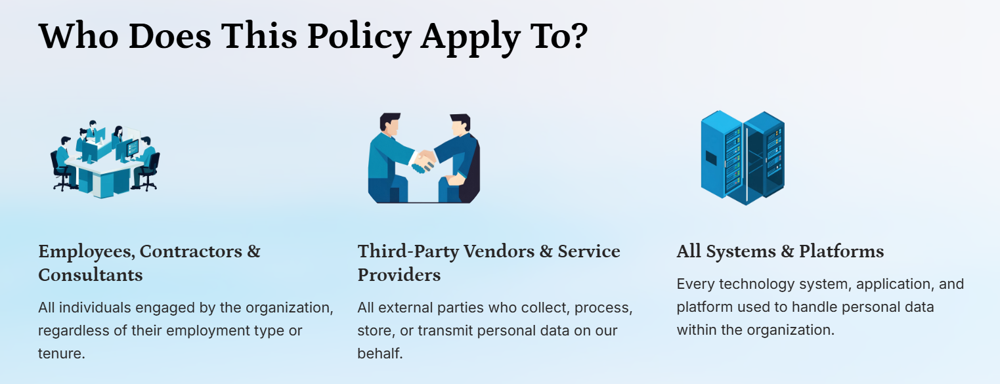 Who Does This Policy Apply To?
Employees, Contractors &
Consultants
All individuals engaged by the organization,
regardless of their employment type or
tenure.
Third-Party Vendors & Service
Providers
All external parties who collect, process,
store, or transmit personal data on our
behalf.
All Systems & Platforms
Every technology system, application, and
platform used to handle personal data
within the organization.